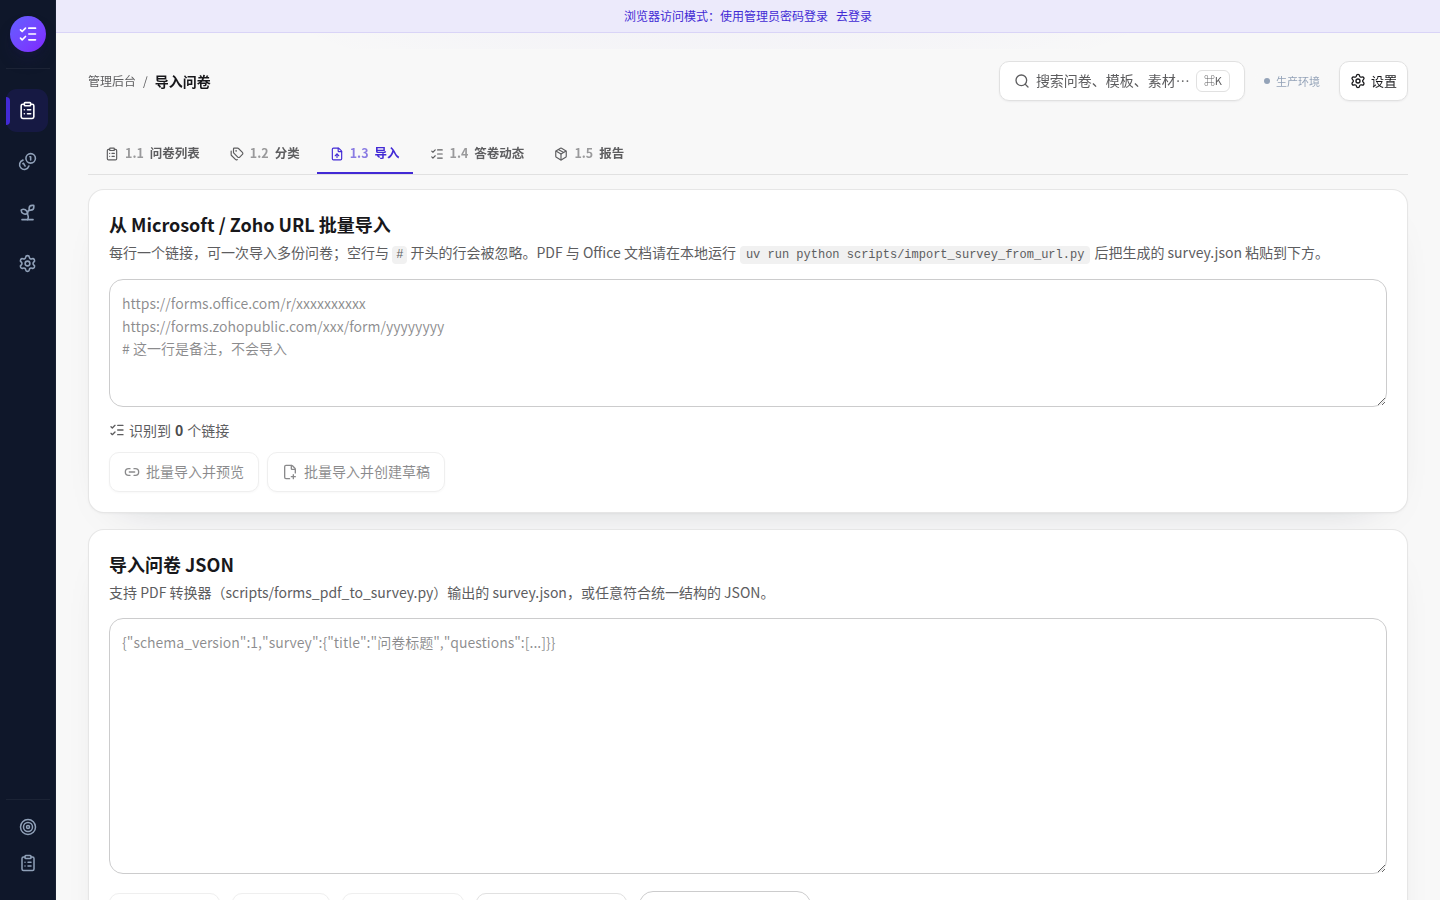 浏览器访问模式：使用管理员密码登录 去登录
管理后台 / 导入问卷
搜索问卷、模板、素材… ⌘K
生产环境
设置
1.1 问卷列表
1.2 分类
1.3 导入
1.4 答卷动态
1.5 报告
从 Microsoft / Zoho URL 批量导入
每行一个链接，可一次导入多份问卷；空行与 # 开头的行会被忽略。PDF 与 Office 文档请在本地运行 uv run python scripts/import_survey_from_url.py 后把生成的 survey.json 粘贴到下方。
https://forms.office.com/r/xxxxxxxxxx
https://forms.zohopublic.com/xxx/form/yyyyyyyy
# 这一行是备注，不会导入
识别到 0 个链接
批量导入并预览
批量导入并创建草稿
导入问卷 JSON
支持 PDF 转换器（scripts/forms_pdf_to_survey.py）输出的 survey.json，或任意符合统一结构的 JSON。
{"schema_version":1,"survey":{"title":"问卷标题","questions":[...]}}